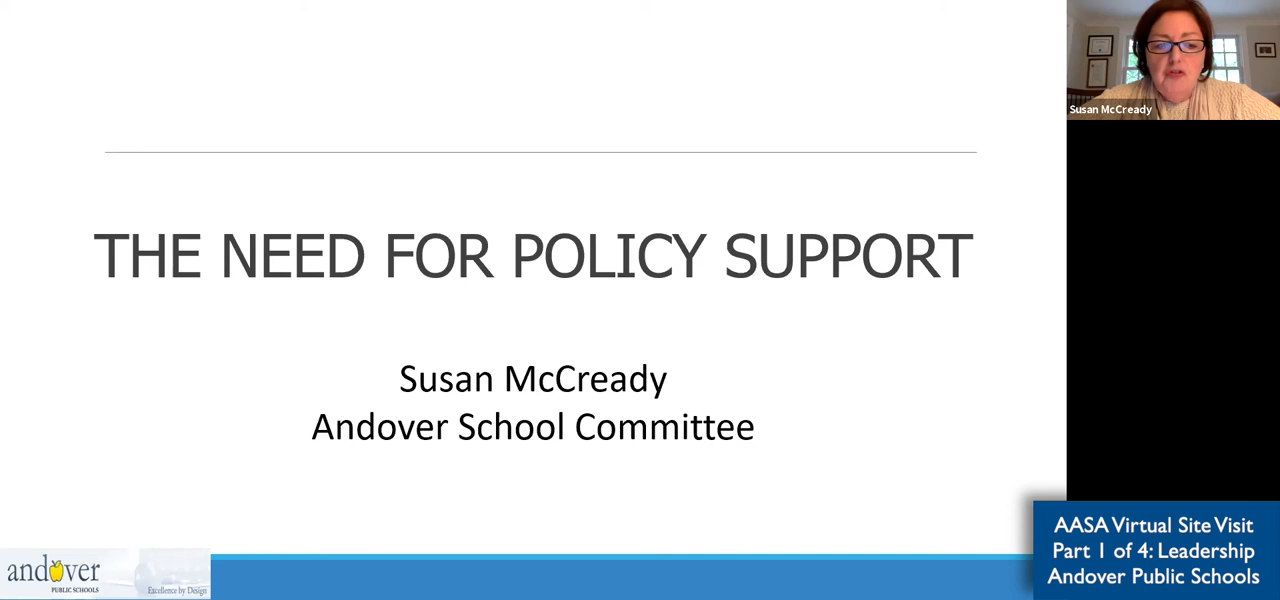 Susan McCready
THE NEED FOR POLICY SUPPORT
Susan McCready
Andover School Committee
AASA Virtual Site Visit
Part 1 of 4: Leadership
Andover Public Schools
andover
PUBLIC SCHOOLS
Excellence by Design